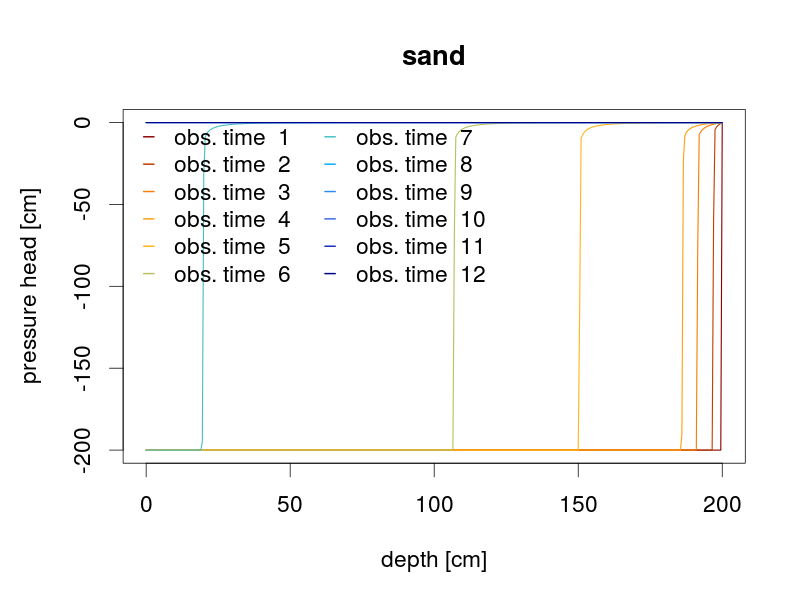 sand
pressure head [cm]
0
-50
-100
-150
-200
obs. time 1
obs. time 2
obs. time 3
obs. time 4
obs. time 5
obs. time 6
obs. time 7
obs. time 8
obs. time 9
obs. time 10
obs. time 11
obs. time 12
0 50 100 150 200
depth [cm]